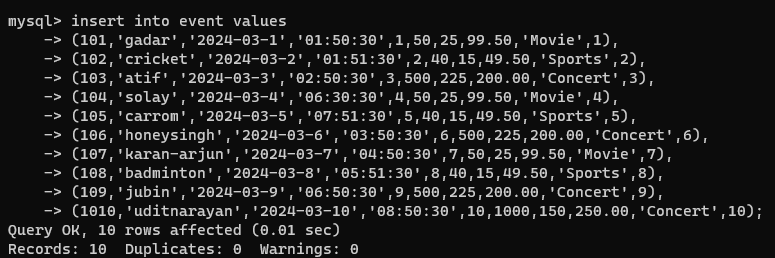 mysql> insert into event values
    -> (101,'gadar','2024-03-1','01:50:30',1,50,25,99.50,'Movie',1),
    -> (102,'cricket','2024-03-2','01:51:30',2,40,15,49.50,'Sports',2),
    -> (103,'atif','2024-03-3','02:50:30',3,500,225,200.00,'Concert',3),
    -> (104,'solay','2024-03-4','06:30:30',4,50,25,99.50,'Movie',4),
    -> (105,'carrom','2024-03-5','07:51:30',5,40,15,49.50,'Sports',5),
    -> (106,'honeysingh','2024-03-6','03:50:30',6,500,225,200.00,'Concert',6),
    -> (107,'karan-arjun','2024-03-7','04:50:30',7,50,25,99.50,'Movie',7),
    -> (108,'badminton','2024-03-8','05:51:30',8,40,15,49.50,'Sports',8),
    -> (109,'jubin','2024-03-9','06:50:30',9,500,225,200.00,'Concert',9),
    -> (1010,'uditnarayan','2024-03-10','08:50:30',10,1000,150,250.00,'Concert',10);
Query OK, 10 rows affected (0.01 sec)
Records: 10  Duplicates: 0  Warnings: 0